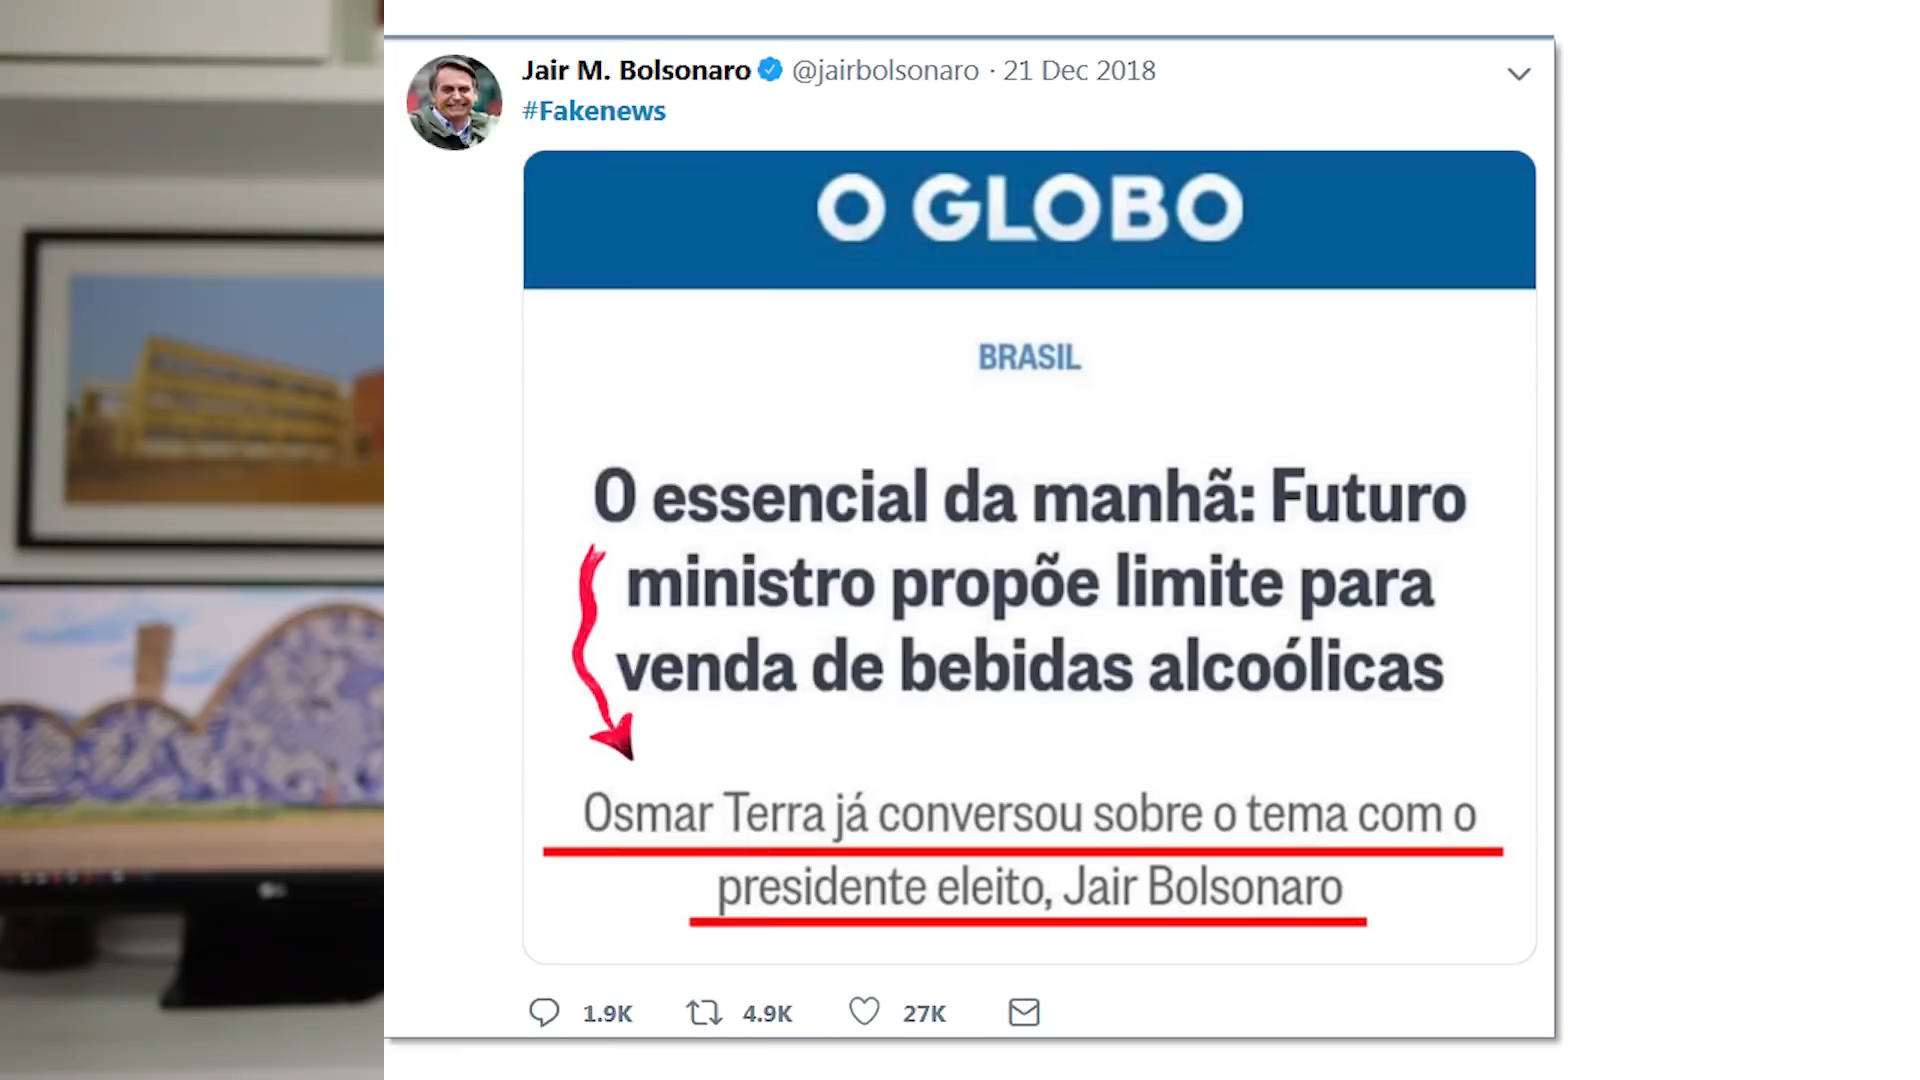 Jair M. Bolsonaro @jairbolsonaro · 21 Dec 2018
#Fakenews
O GLOBO
BRASIL
O essencial da manhã: Futuro
ministro propõe limite para
venda de bebidas alcoólicas
Osmar Terra já conversou sobre o tema com o
presidente eleito, Jair Bolsonaro
1.9K 4.9K 27K